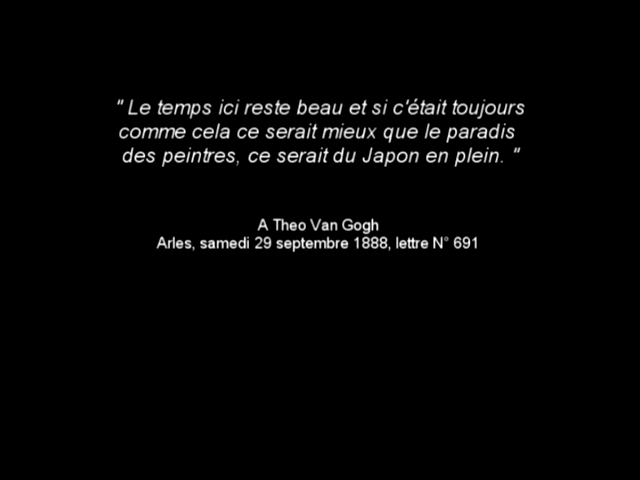 " Le temps ici reste beau et si c'était toujours
comme cela ce serait mieux que le paradis
des peintres, ce serait du Japon en plein. "
A Theo Van Gogh
Arles, samedi 29 septembre 1888, lettre N° 691